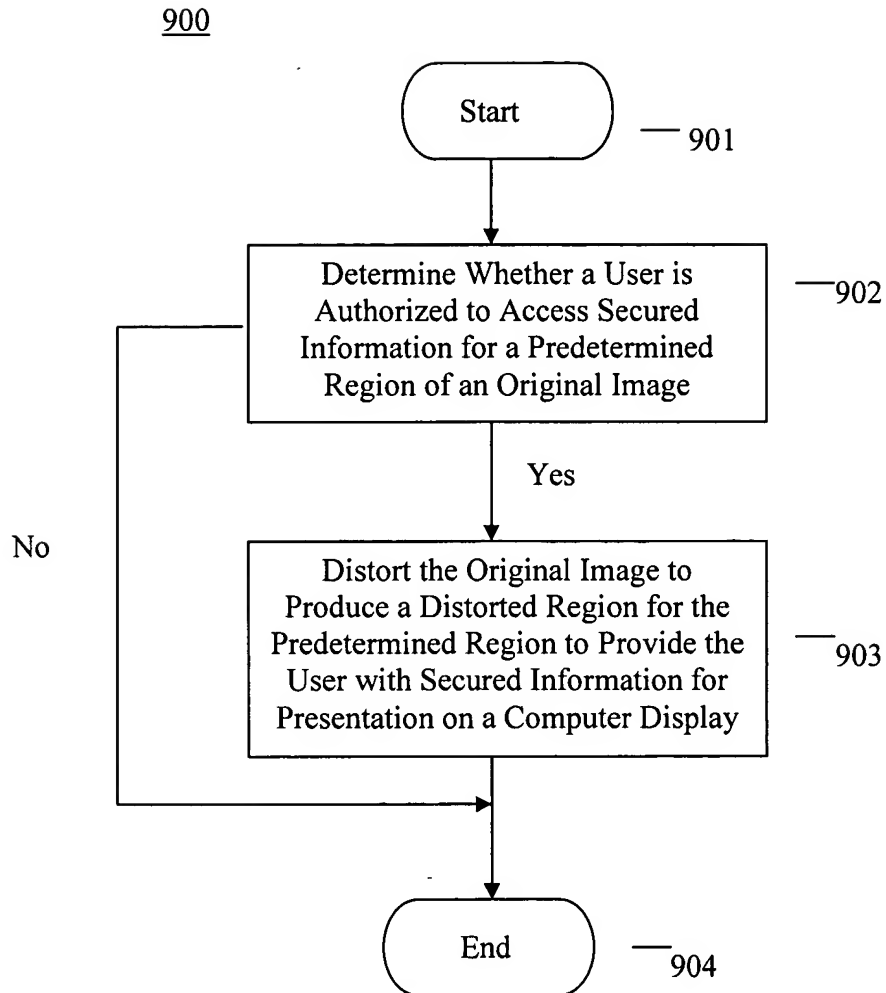 900
Start
901
Determine Whether a User is
Authorized to Access Secured
Information for a Predetermined
Region of an Original Image
902
Yes
No
Distort the Original Image to
Produce a Distorted Region for the
Predetermined Region to Provide the
User with Secured Information for
Presentation on a Computer Display
903
End
904